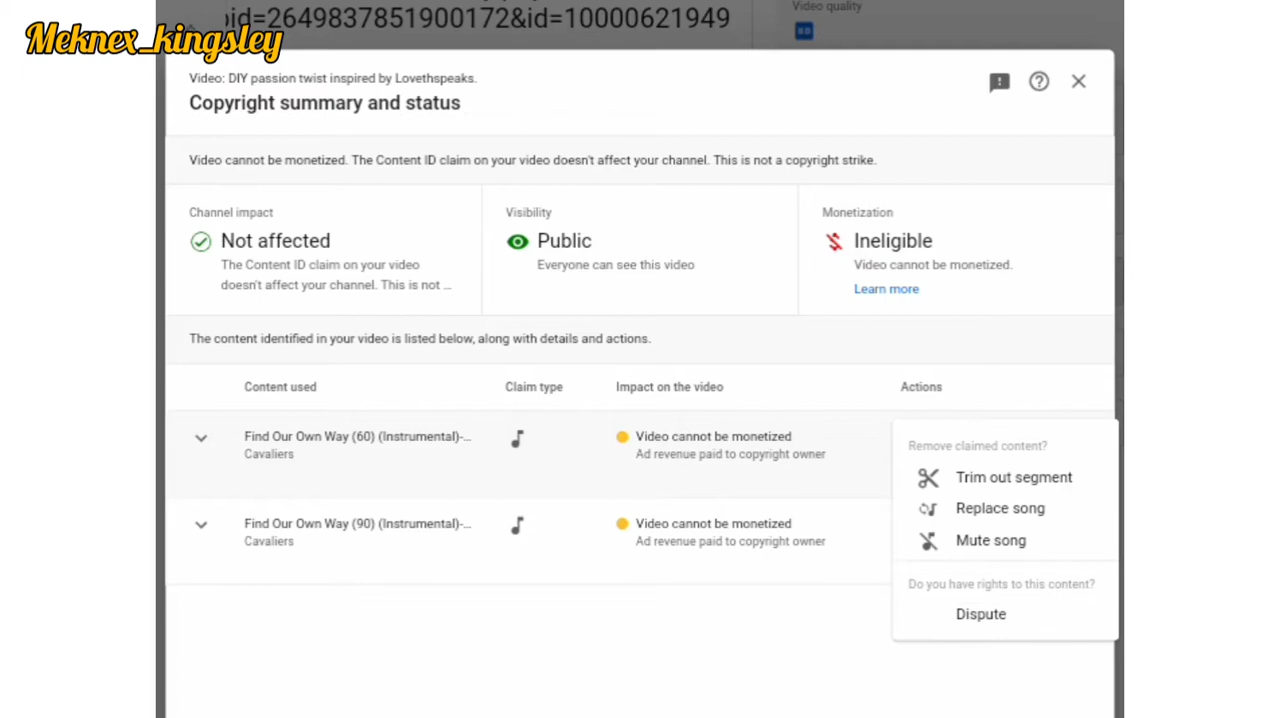 pid=2649837851900172&id=10000621949
Video quality
Meknex_kingsley
Video: DIY passion twist inspired by Lovethspeaks.
Copyright summary and status
Video cannot be monetized. The Content ID claim on your video doesn't affect your channel. This is not a copyright strike.
Channel impact
Not affected
The Content ID claim on your video
doesn't affect your channel. This is not ...
Visibility
Public
Everyone can see this video
Monetization
Ineligible
Video cannot be monetized.
Learn more
The content identified in your video is listed below, along with details and actions.
Content used Claim type Impact on the video Actions
Find Our Own Way (60) (Instrumental)-...
Cavaliers
Video cannot be monetized
Ad revenue paid to copyright owner
Find Our Own Way (90) (Instrumental)-...
Cavaliers
Video cannot be monetized
Ad revenue paid to copyright owner
Remove claimed content?
Trim out segment
Replace song
Mute song
Do you have rights to this content?
Dispute